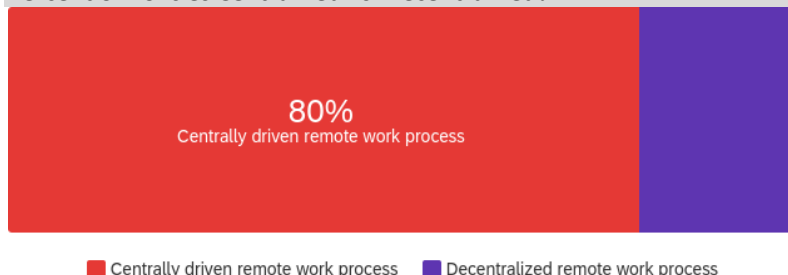 80%
Centrally driven remote work process
Centrally driven remote work process
Decentralized remote work process